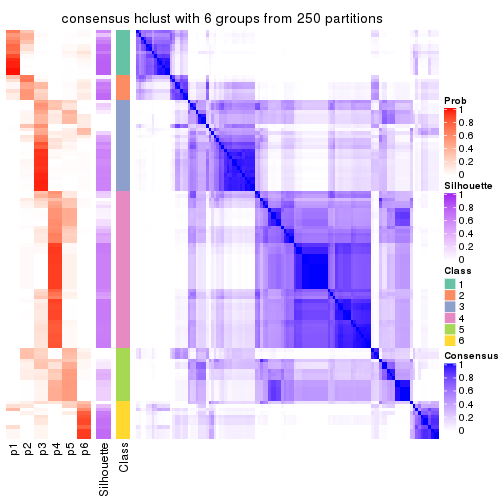 consensus hclust with 6 groups from 250 partitions
Prob
1
0.8
0.6
0.4
0.2
0
Silhouette
0.8
0.6
0.4
0.2
0
Class
1
2
3
4
5
6
Consensus
1
0.8
0.6
0.4
0.2
0
p1
p2
p3
p4
p5
p6
Silhouette
Class